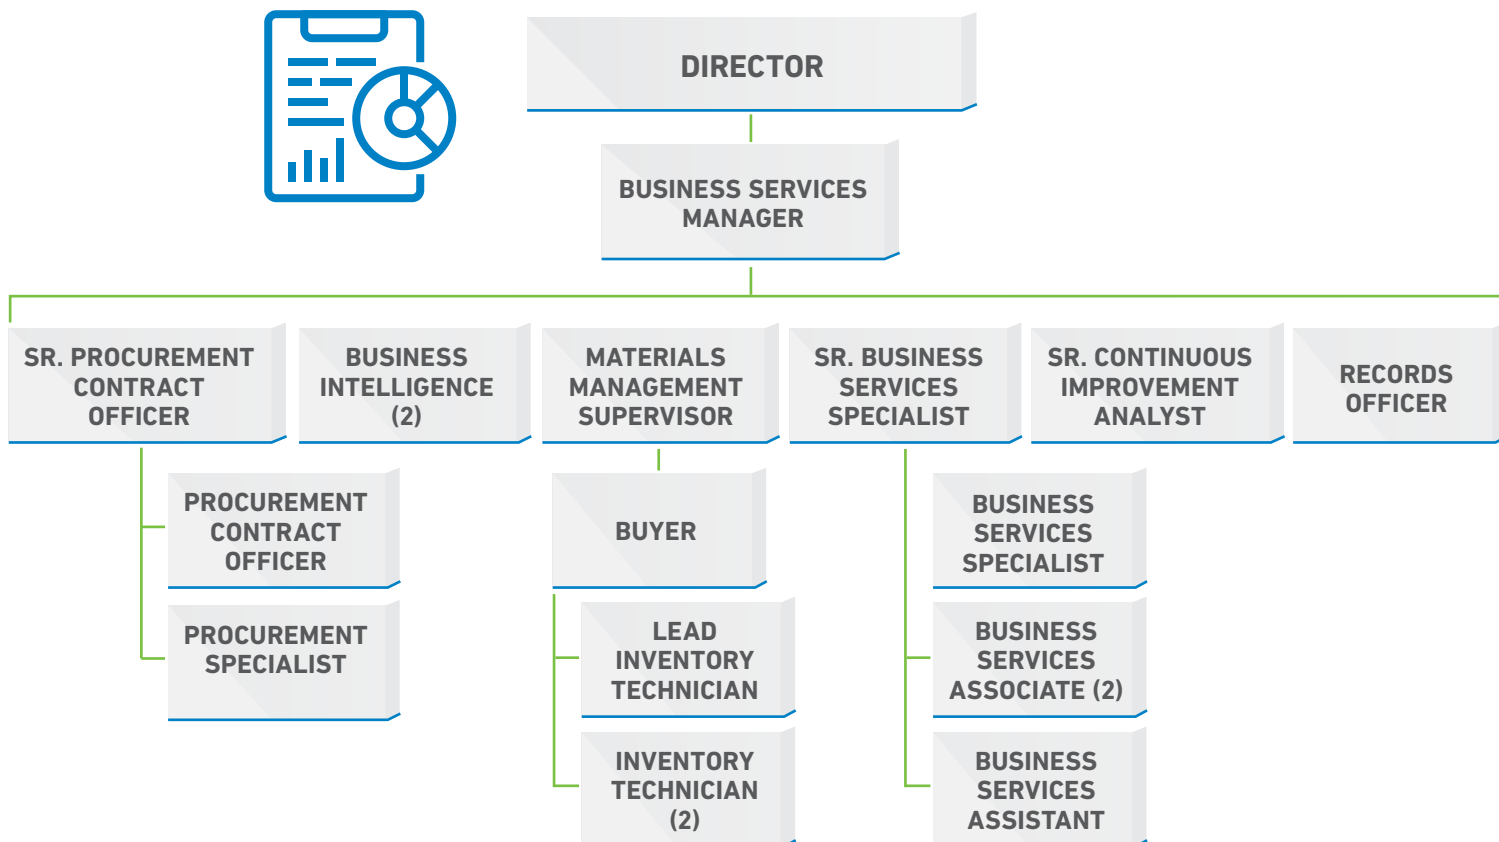 DIRECTOR
BUSINESS SERVICES
MANAGER
SR. PROCUREMENT
CONTRACT
OFFICER
BUSINESS
INTELLIGENCE
(2)
MATERIALS
MANAGEMENT
SUPERVISOR
SR. BUSINESS
SERVICES
SPECIALIST
SR. CONTINUOUS
IMPROVEMENT
ANALYST
RECORDS
OFFICER
PROCUREMENT
CONTRACT
OFFICER
PROCUREMENT
SPECIALIST
BUYER
LEAD
INVENTORY
TECHNICIAN
INVENTORY
TECHNICIAN
(2)
BUSINESS
SERVICES
SPECIALIST
BUSINESS
SERVICES
ASSOCIATE (2)
BUSINESS
SERVICES
ASSISTANT